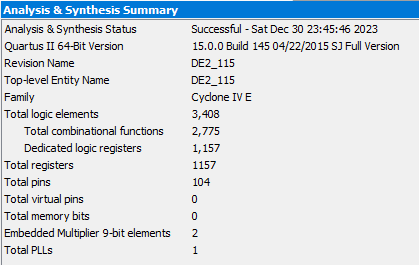 Analysis & Synthesis Summary
Analysis & Synthesis Status Successful - Sat Dec 30 23:45:46 2023
Quartus II 64-Bit Version 15.0.0 Build 145 04/22/2015 SJ Full Version
Revision Name DE2_115
Top-level Entity Name DE2_115
Family Cyclone IV E
Total logic elements 3,408
Total combinational functions 2,775
Dedicated logic registers 1,157
Total registers 1157
Total pins 104
Total virtual pins 0
Total memory bits 0
Embedded Multiplier 9-bit elements 2
Total PLLs 1